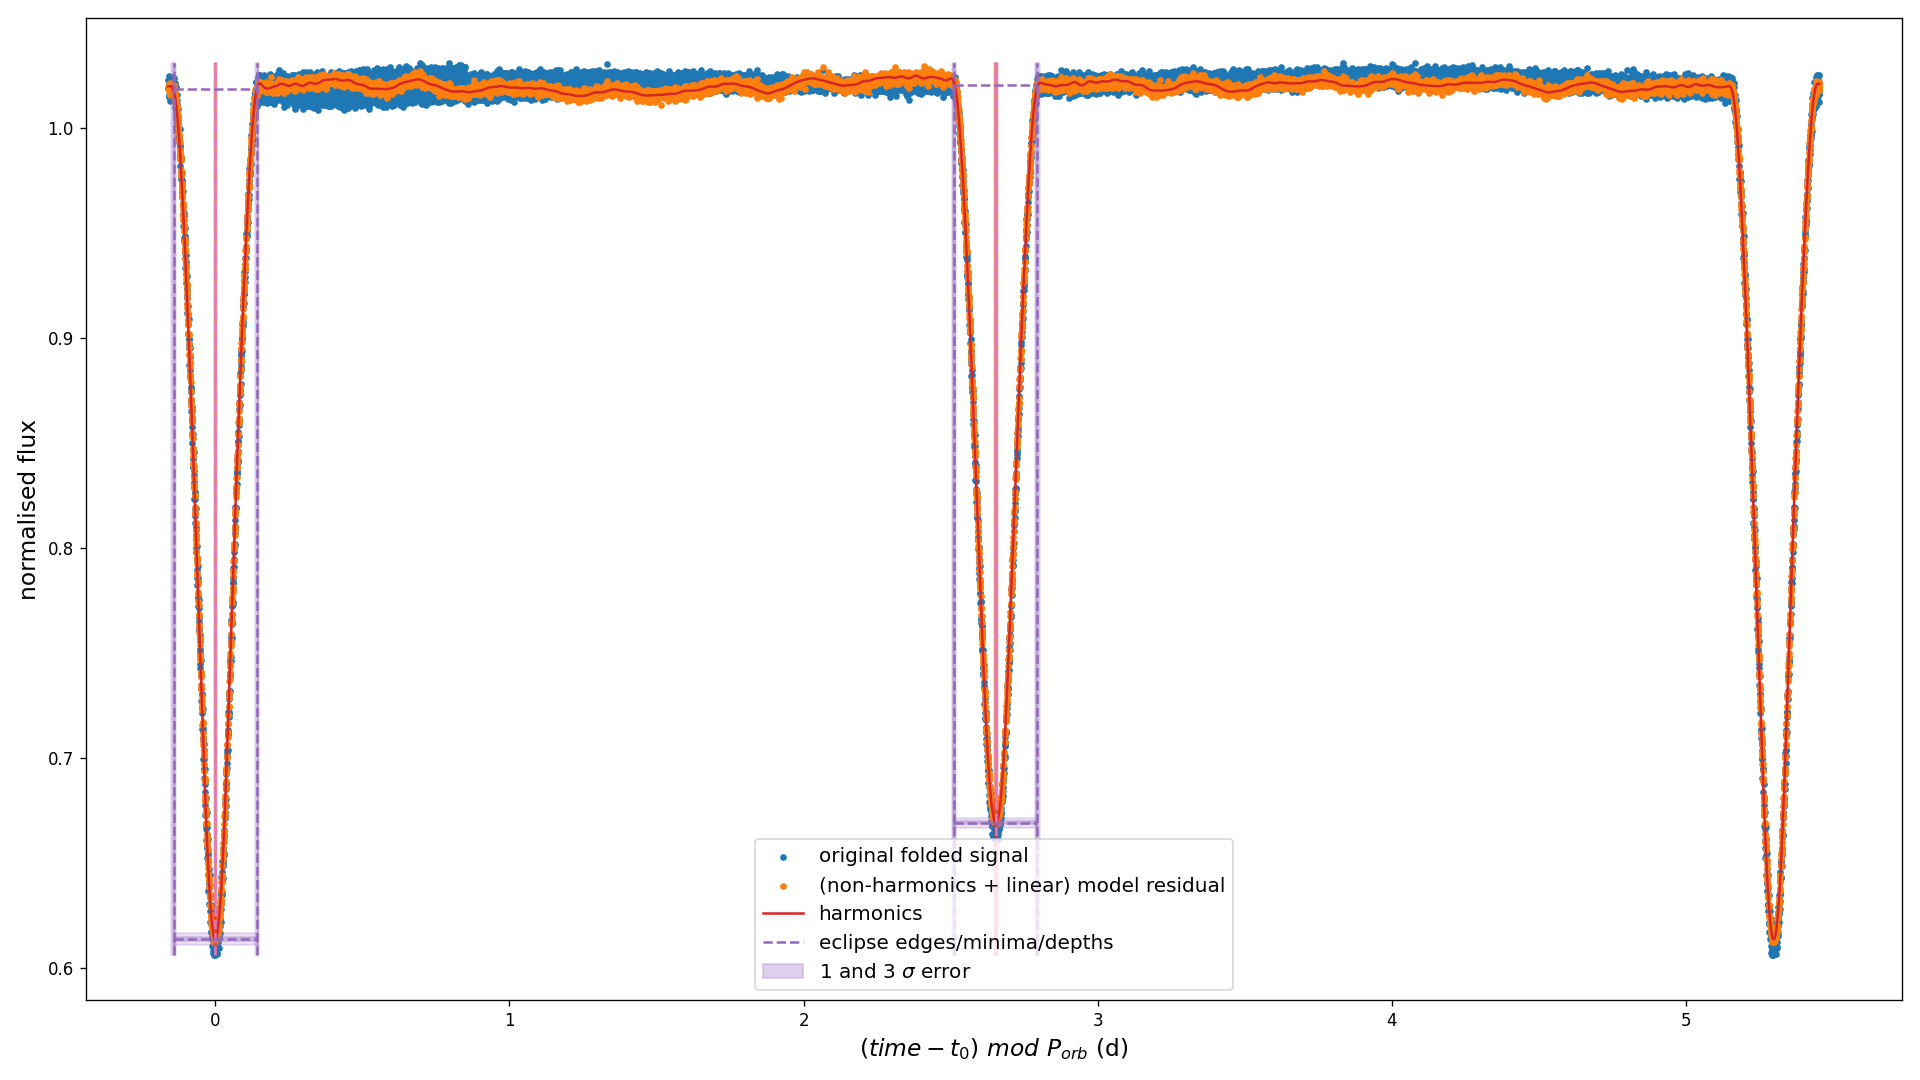 normalised flux
1.0
0.9
0.8
0.7
0.6
original folded signal
(non-harmonics + linear) model residual
harmonics
eclipse edges/minima/depths
1 and 3 σ error
0 1 2 3 4 5
(time − t₀) mod P_orb (d)